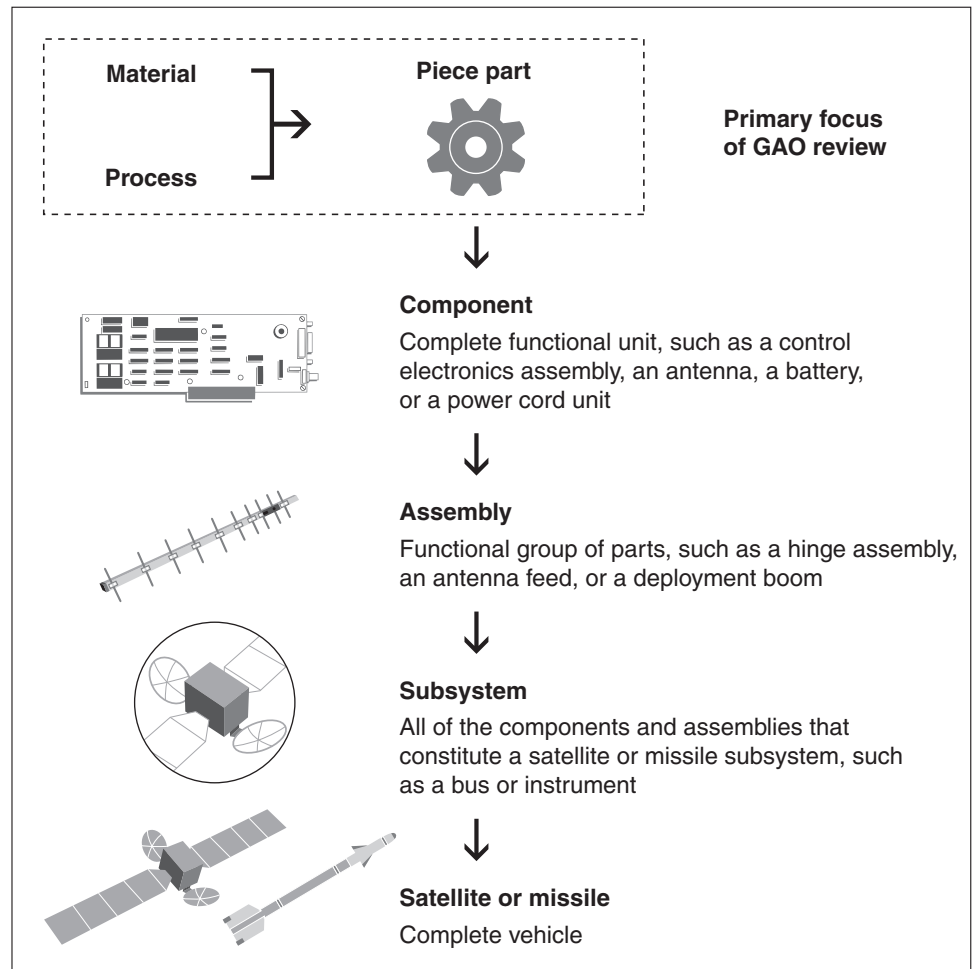 Material
Process
Piece part
Primary focus
of GAO review
Component
Complete functional unit, such as a control
electronics assembly, an antenna, a battery,
or a power cord unit
Assembly
Functional group of parts, such as a hinge assembly,
an antenna feed, or a deployment boom
Subsystem
All of the components and assemblies that
constitute a satellite or missile subsystem, such
as a bus or instrument
Satellite or missile
Complete vehicle